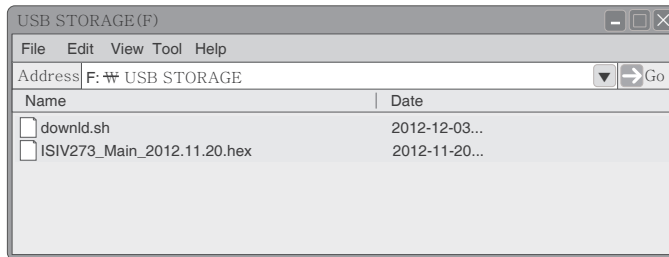 USB STORAGE(F)
File Edit View Tool Help
Address F: ₩ USB STORAGE Go
Name Date
downld.sh 2012-12-03...
ISIV273_Main_2012.11.20.hex 2012-11-20...